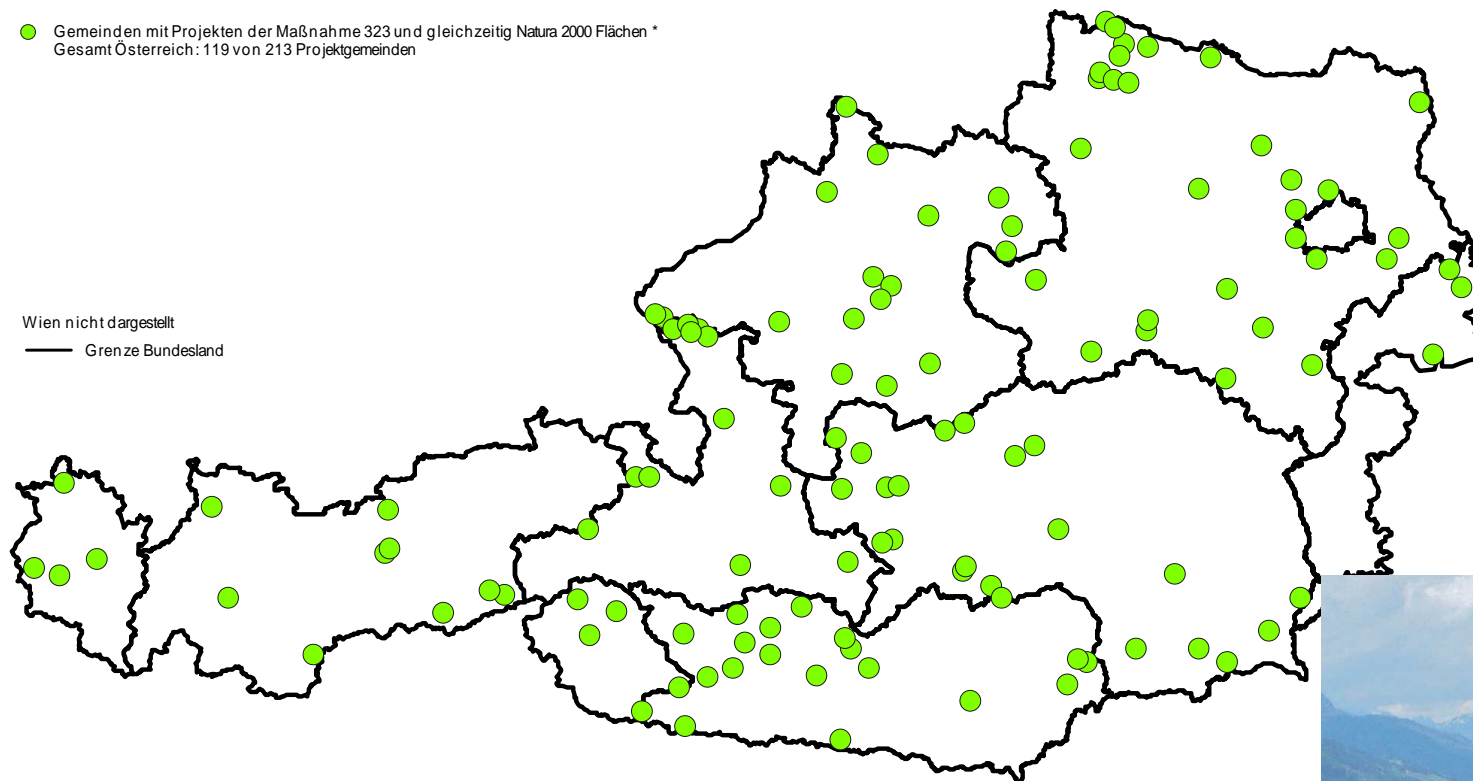 Gemeinden mit Projekten der Maßnahme 323 und gleichzeitig Natura 2000 Flächen *
Gesamt Österreich: 119 von 213 Projektgemeinden
Wien nicht dargestellt
Grenze Bundesland